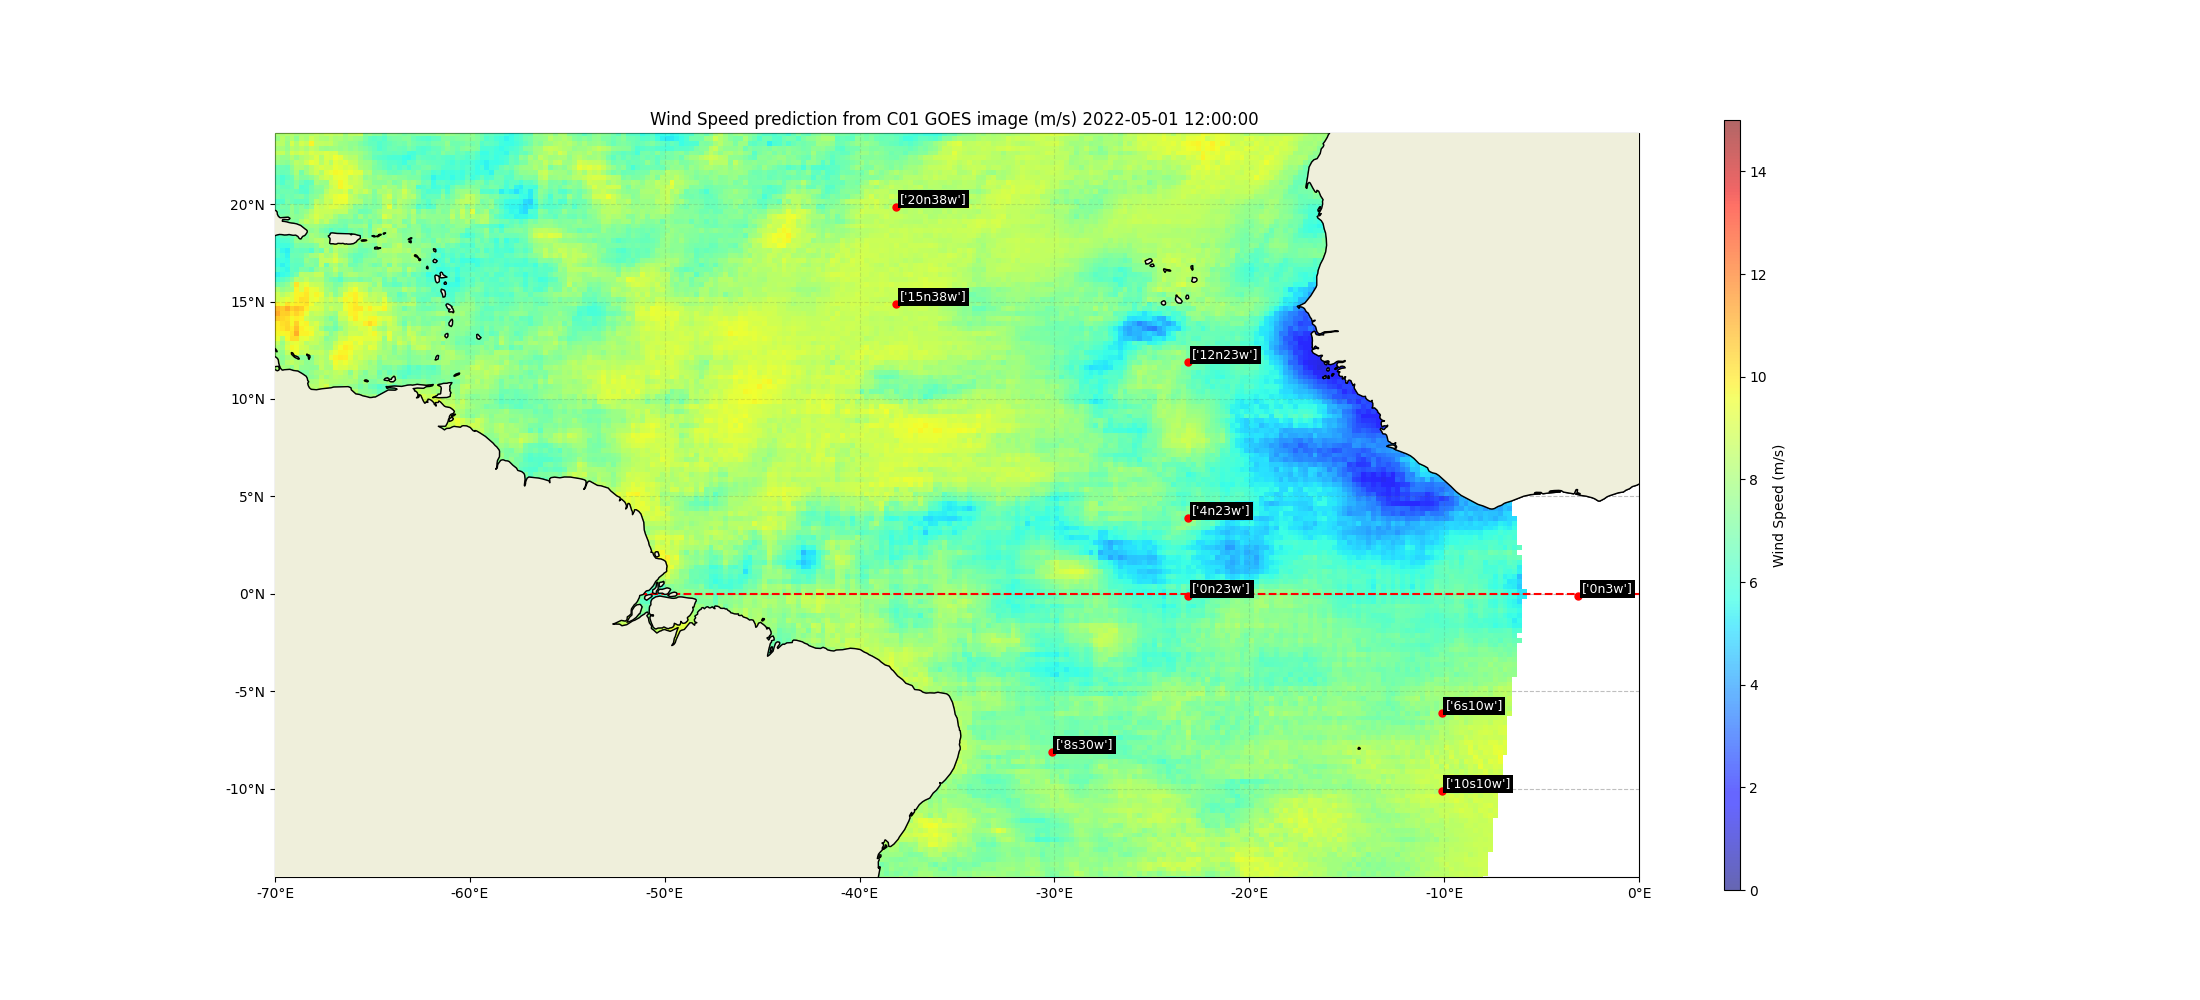 Wind Speed prediction from C01 GOES image (m/s) 2022-05-01 12:00:00
14
20°N
['20n38w']
12
15°N
['15n38w']
['12n23w']
10
10°N
Wind Speed (m/s)
8
5°N
['4n23w']
0°N
['0n23w']
['0n3w']
6
-5°N
['6s10w']
4
['8s30w']
-10°N
['10s10w']
2
0
-70°E
-60°E
-50°E
-40°E
-30°E
-20°E
-10°E
0°E